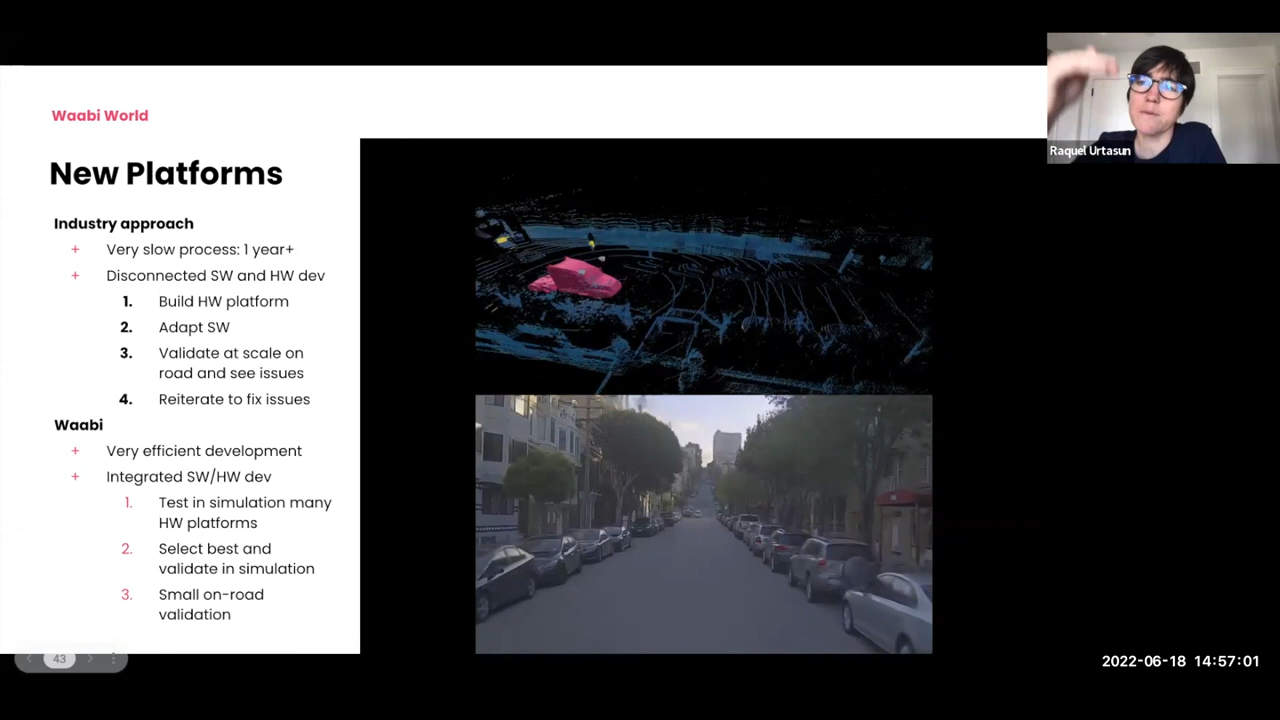 Waabi World
New Platforms
Industry approach
+ Very slow process: 1 year+
+ Disconnected SW and HW dev
1. Build HW platform
2. Adapt SW
3. Validate at scale on
road and see issues
4. Reiterate to fix issues
Waabi
+ Very efficient development
+ Integrated SW/HW dev
1. Test in simulation many
HW platforms
2. Select best and
validate in simulation
3. Small on-road
validation
43
Raquel Urtasun
2022-06-18 14:57:01